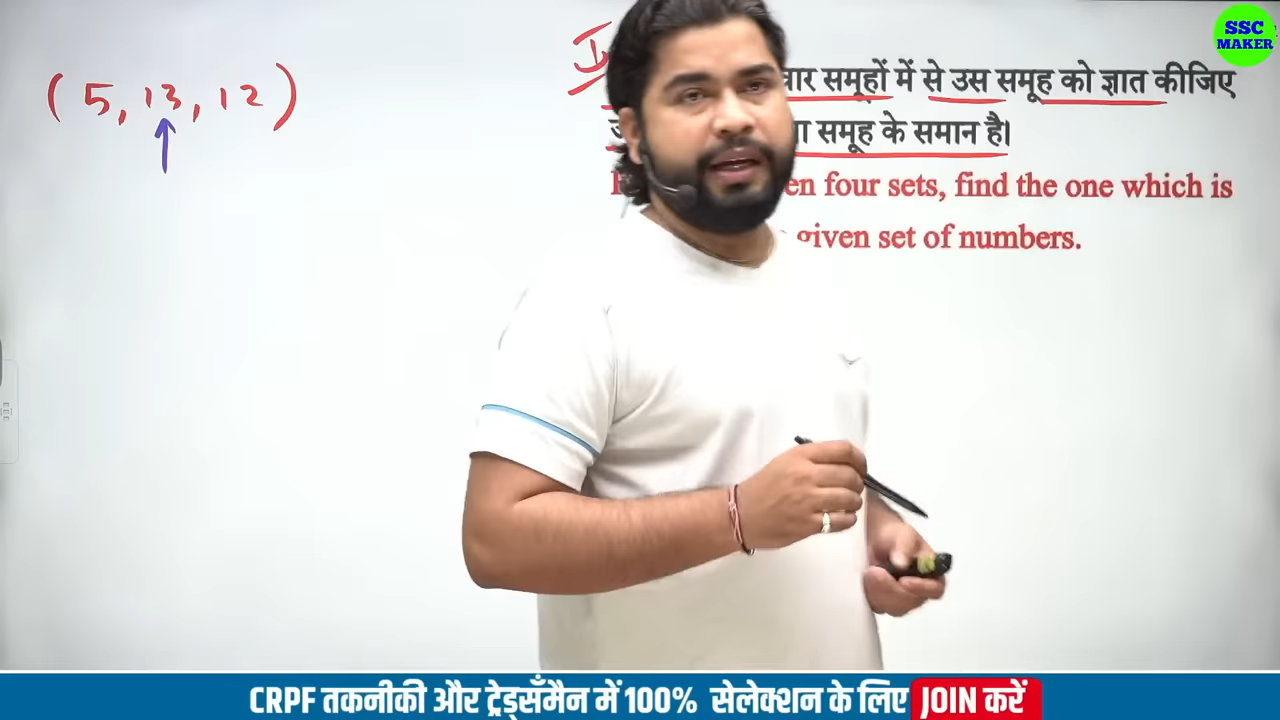 SSC
MAKER
(5, 13, 12)
चार समूहों में से उस समूह को ज्ञात कीजिए
समूह के समान है।
four sets, find the one which is
given set of numbers.
CRPF तकनीकी और ट्रेड्समैन में 100% सेलेक्शन के लिए JOIN करें